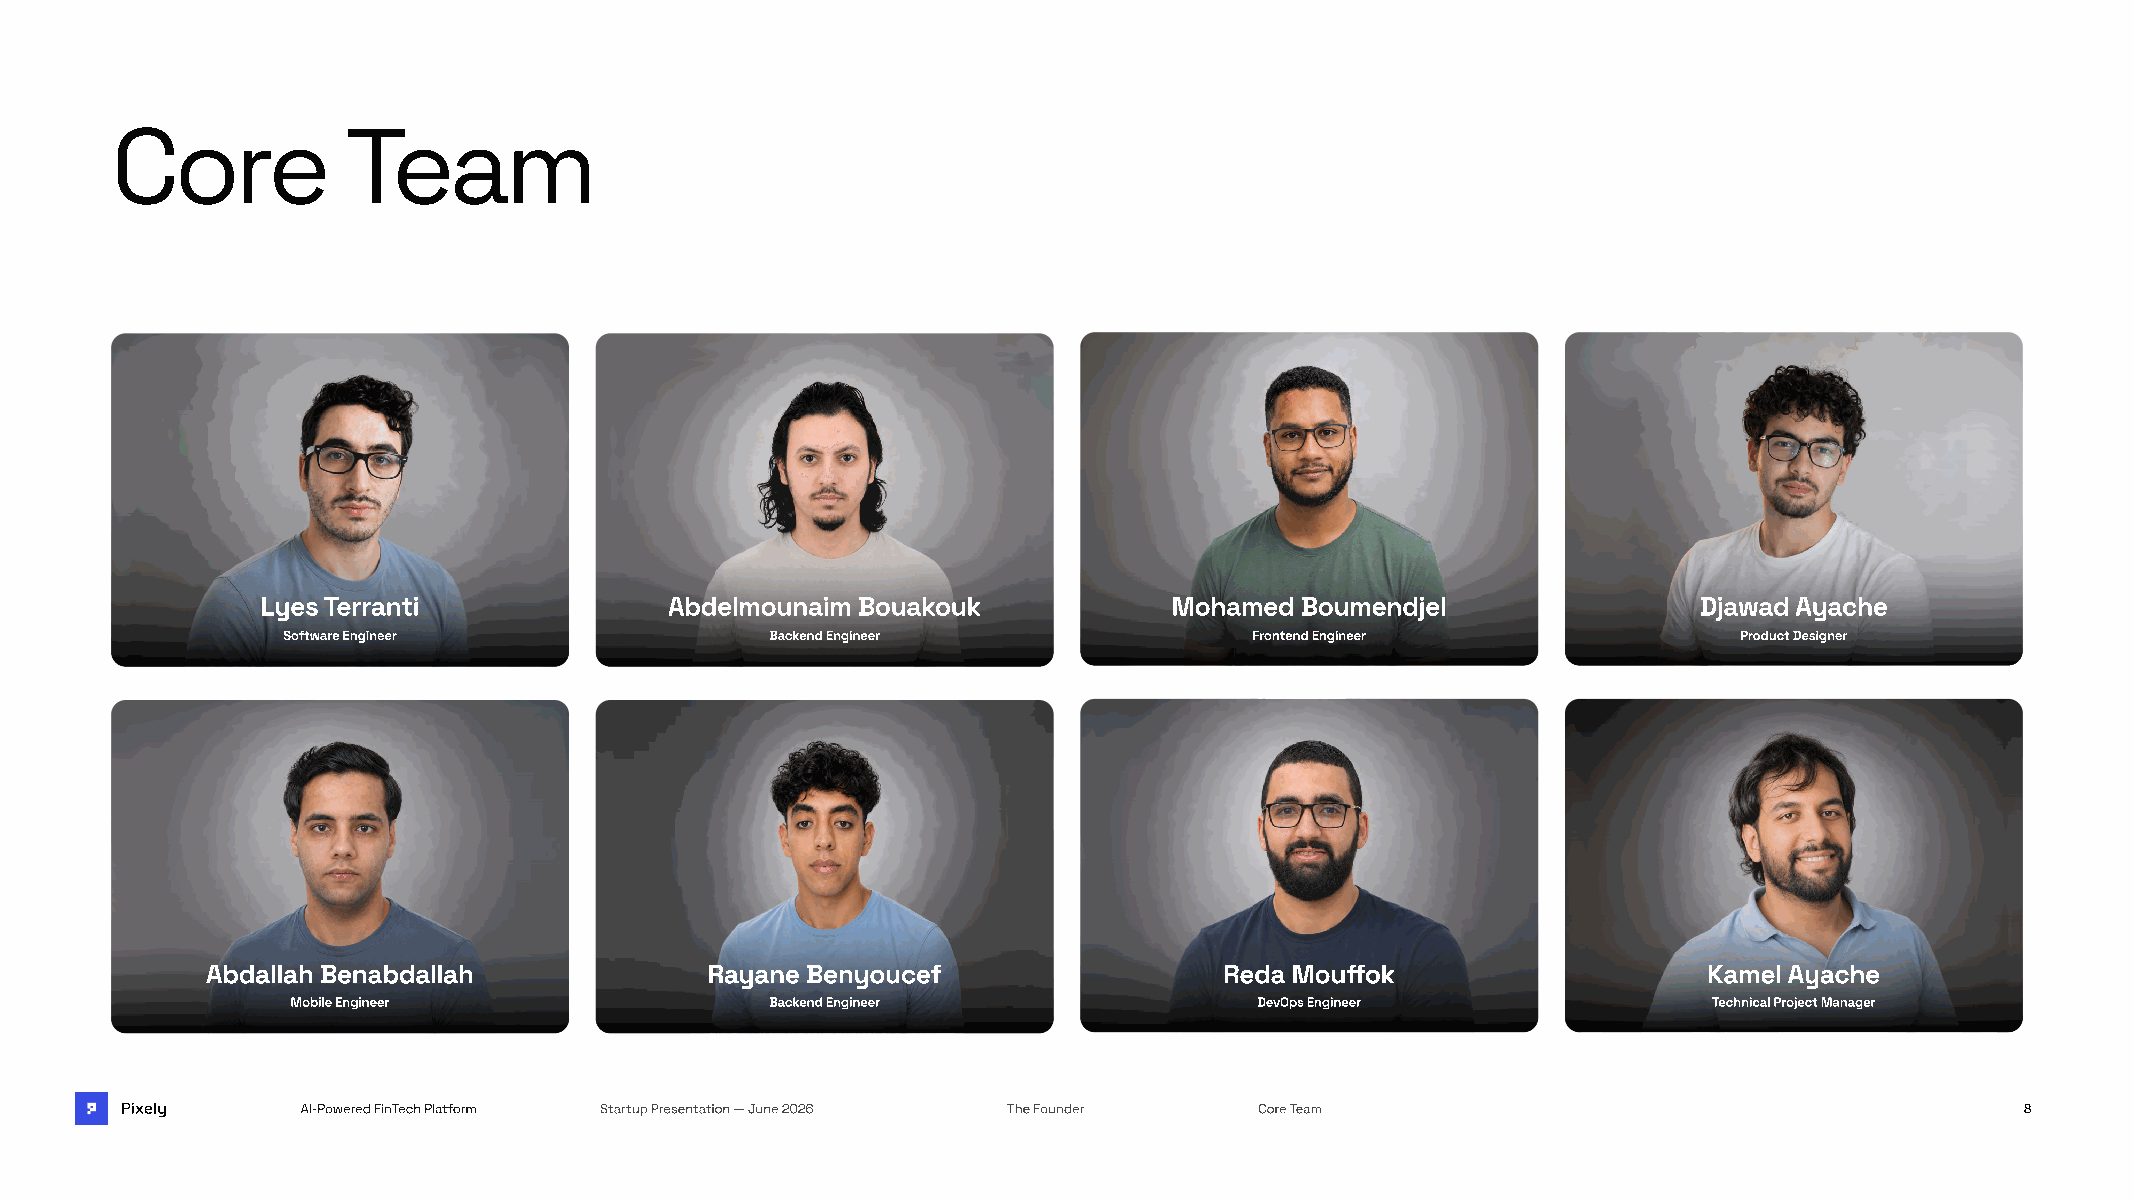 Core Team
Lyes Terranti
Software Engineer
Abdelmounaim Bouakouk
Backend Engineer
Mohamed Boumendjel
Frontend Engineer
Djawad Ayache
Product Designer
Abdallah Benabdallah
Mobile Engineer
Rayane Benyoucef
Backend Engineer
Reda Mouffok
DevOps Engineer
Kamel Ayache
Technical Project Manager
Pixely
AI-Powered FinTech Platform
Startup Presentation — June 2026
The Founder
Core Team
8